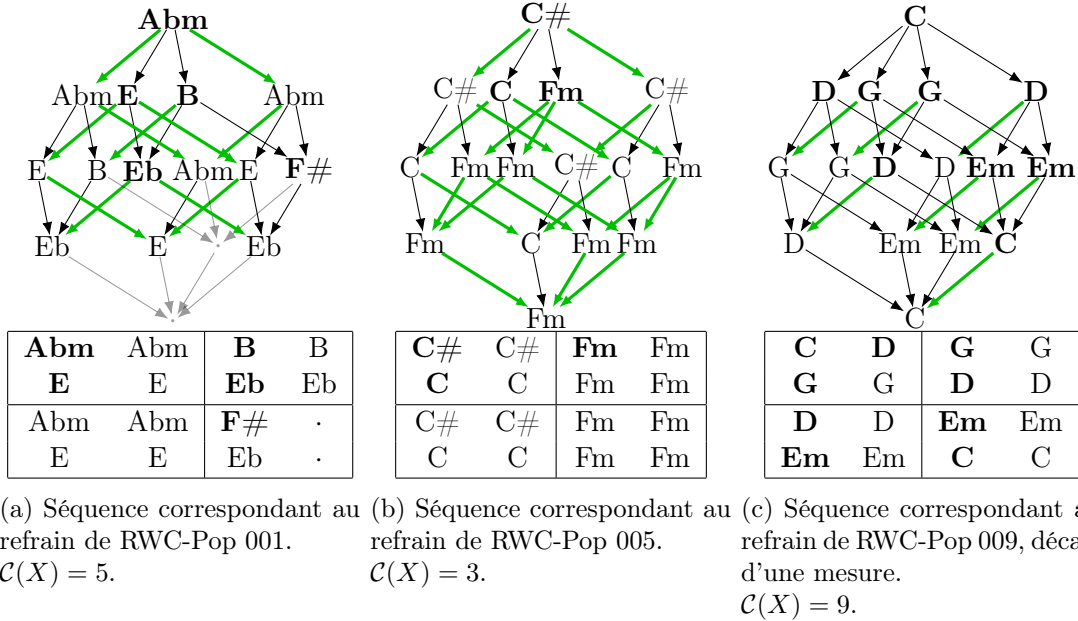 Abm
Abm E B Abm
E B Eb Abm E F#
Eb E · Eb
·
Abm Abm B B
E E Eb Eb
Abm Abm F# ·
E E Eb ·
(a) Séquence correspondant au
refrain de RWC-Pop 001.
C(X) = 5.
C#
C# C Fm C#
C Fm Fm C# C Fm
Fm C Fm Fm
Fm
C# C# Fm Fm
C C Fm Fm
C# C# Fm Fm
C C Fm Fm
(b) Séquence correspondant au
refrain de RWC-Pop 005.
C(X) = 3.
C
D G G D
G G D D Em Em
D Em Em C
C
C D G G
G G D D
D D Em Em
Em Em C C
(c) Séquence correspondant a
refrain de RWC-Pop 009, déca
d'une mesure.
C(X) = 9.